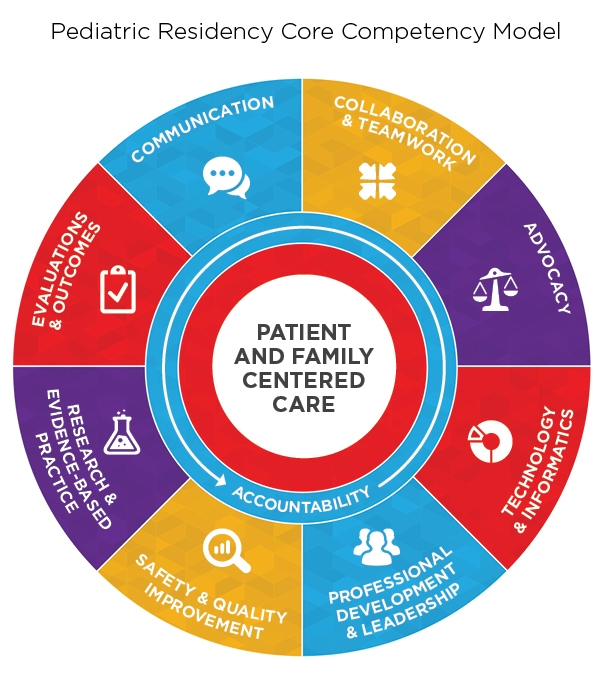 Pediatric Residency Core Competency Model
COMMUNICATION
COLLABORATION
& TEAMWORK
ADVOCACY
TECHNOLOGY
& INFORMATICS
PROFESSIONAL
DEVELOPMENT
& LEADERSHIP
SAFETY & QUALITY
IMPROVEMENT
RESEARCH &
EVIDENCE-BASED
PRACTICE
EVALUATIONS
& OUTCOMES
PATIENT
AND FAMILY
CENTERED
CARE
ACCOUNTABILITY